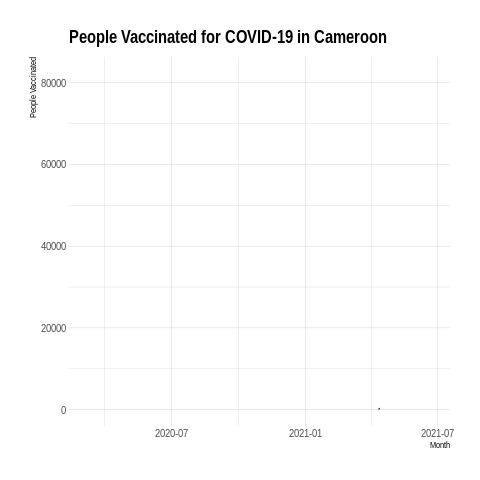 People Vaccinated for COVID-19 in Cameroon
People Vaccinated
80000
60000
40000
20000
0
2020-07
2021-01
2021-07
Month